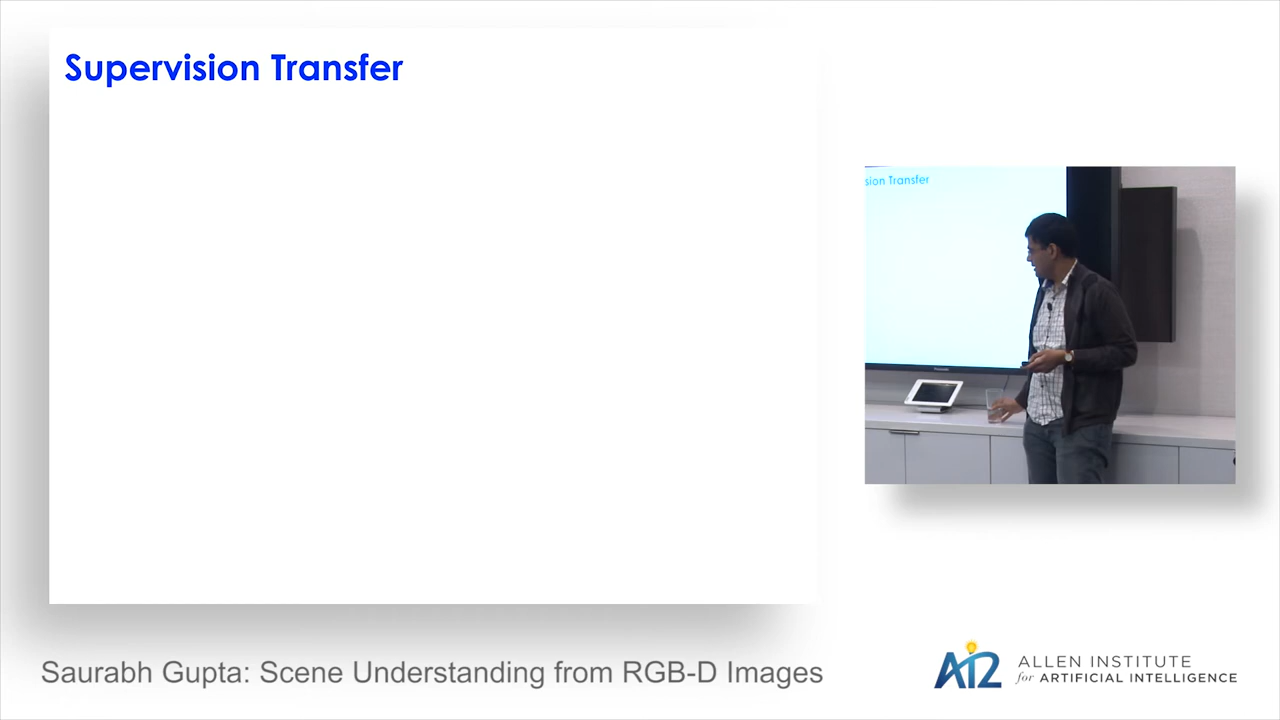 Supervision Transfer
sion Transfer
Saurabh Gupta: Scene Understanding from RGB-D Images
AI2
ALLEN INSTITUTE
for ARTIFICIAL INTELLIGENCE